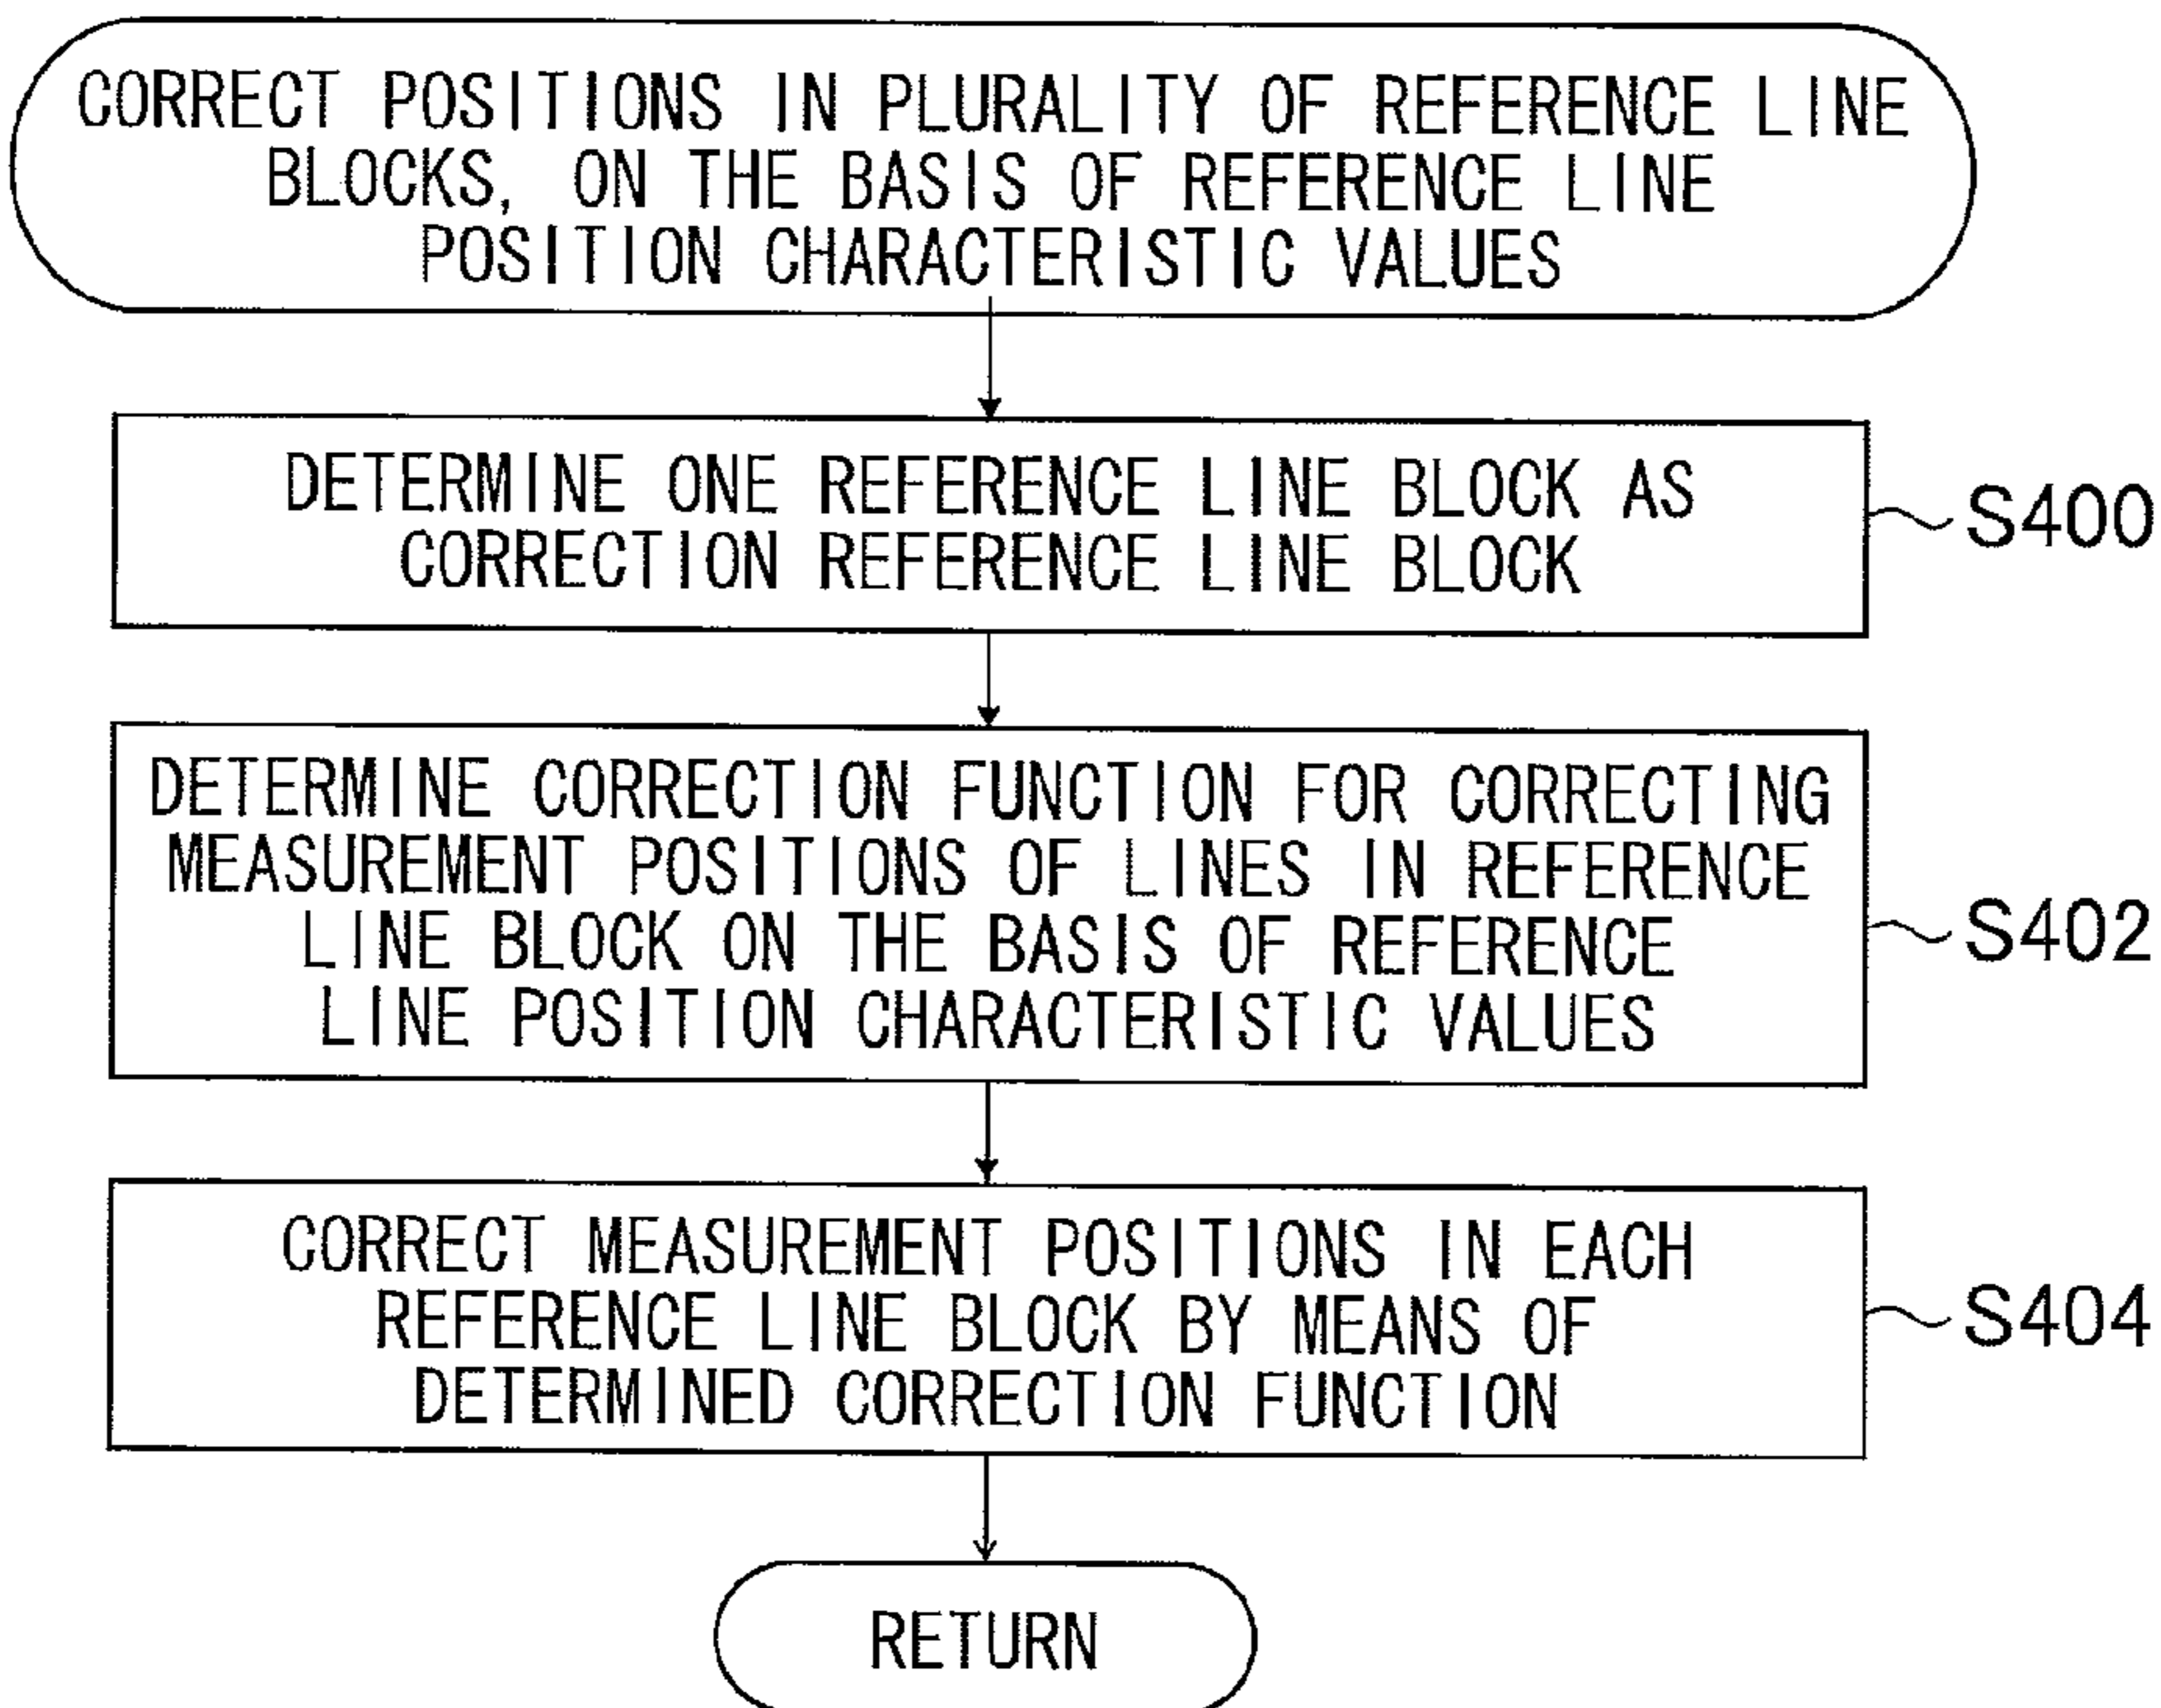 CORRECT POSITIONS IN PLURALITY OF REFERENCE LINE
BLOCKS, ON THE BASIS OF REFERENCE LINE
POSITION CHARACTERISTIC VALUES
DETERMINE ONE REFERENCE LINE BLOCK AS
CORRECTION REFERENCE LINE BLOCK
S400
DETERMINE CORRECTION FUNCTION FOR CORRECTING
MEASUREMENT POSITIONS OF LINES IN REFERENCE
LINE BLOCK ON THE BASIS OF REFERENCE
LINE POSITION CHARACTERISTIC VALUES
S402
CORRECT MEASUREMENT POSITIONS IN EACH
REFERENCE LINE BLOCK BY MEANS OF
DETERMINED CORRECTION FUNCTION
S404
RETURN